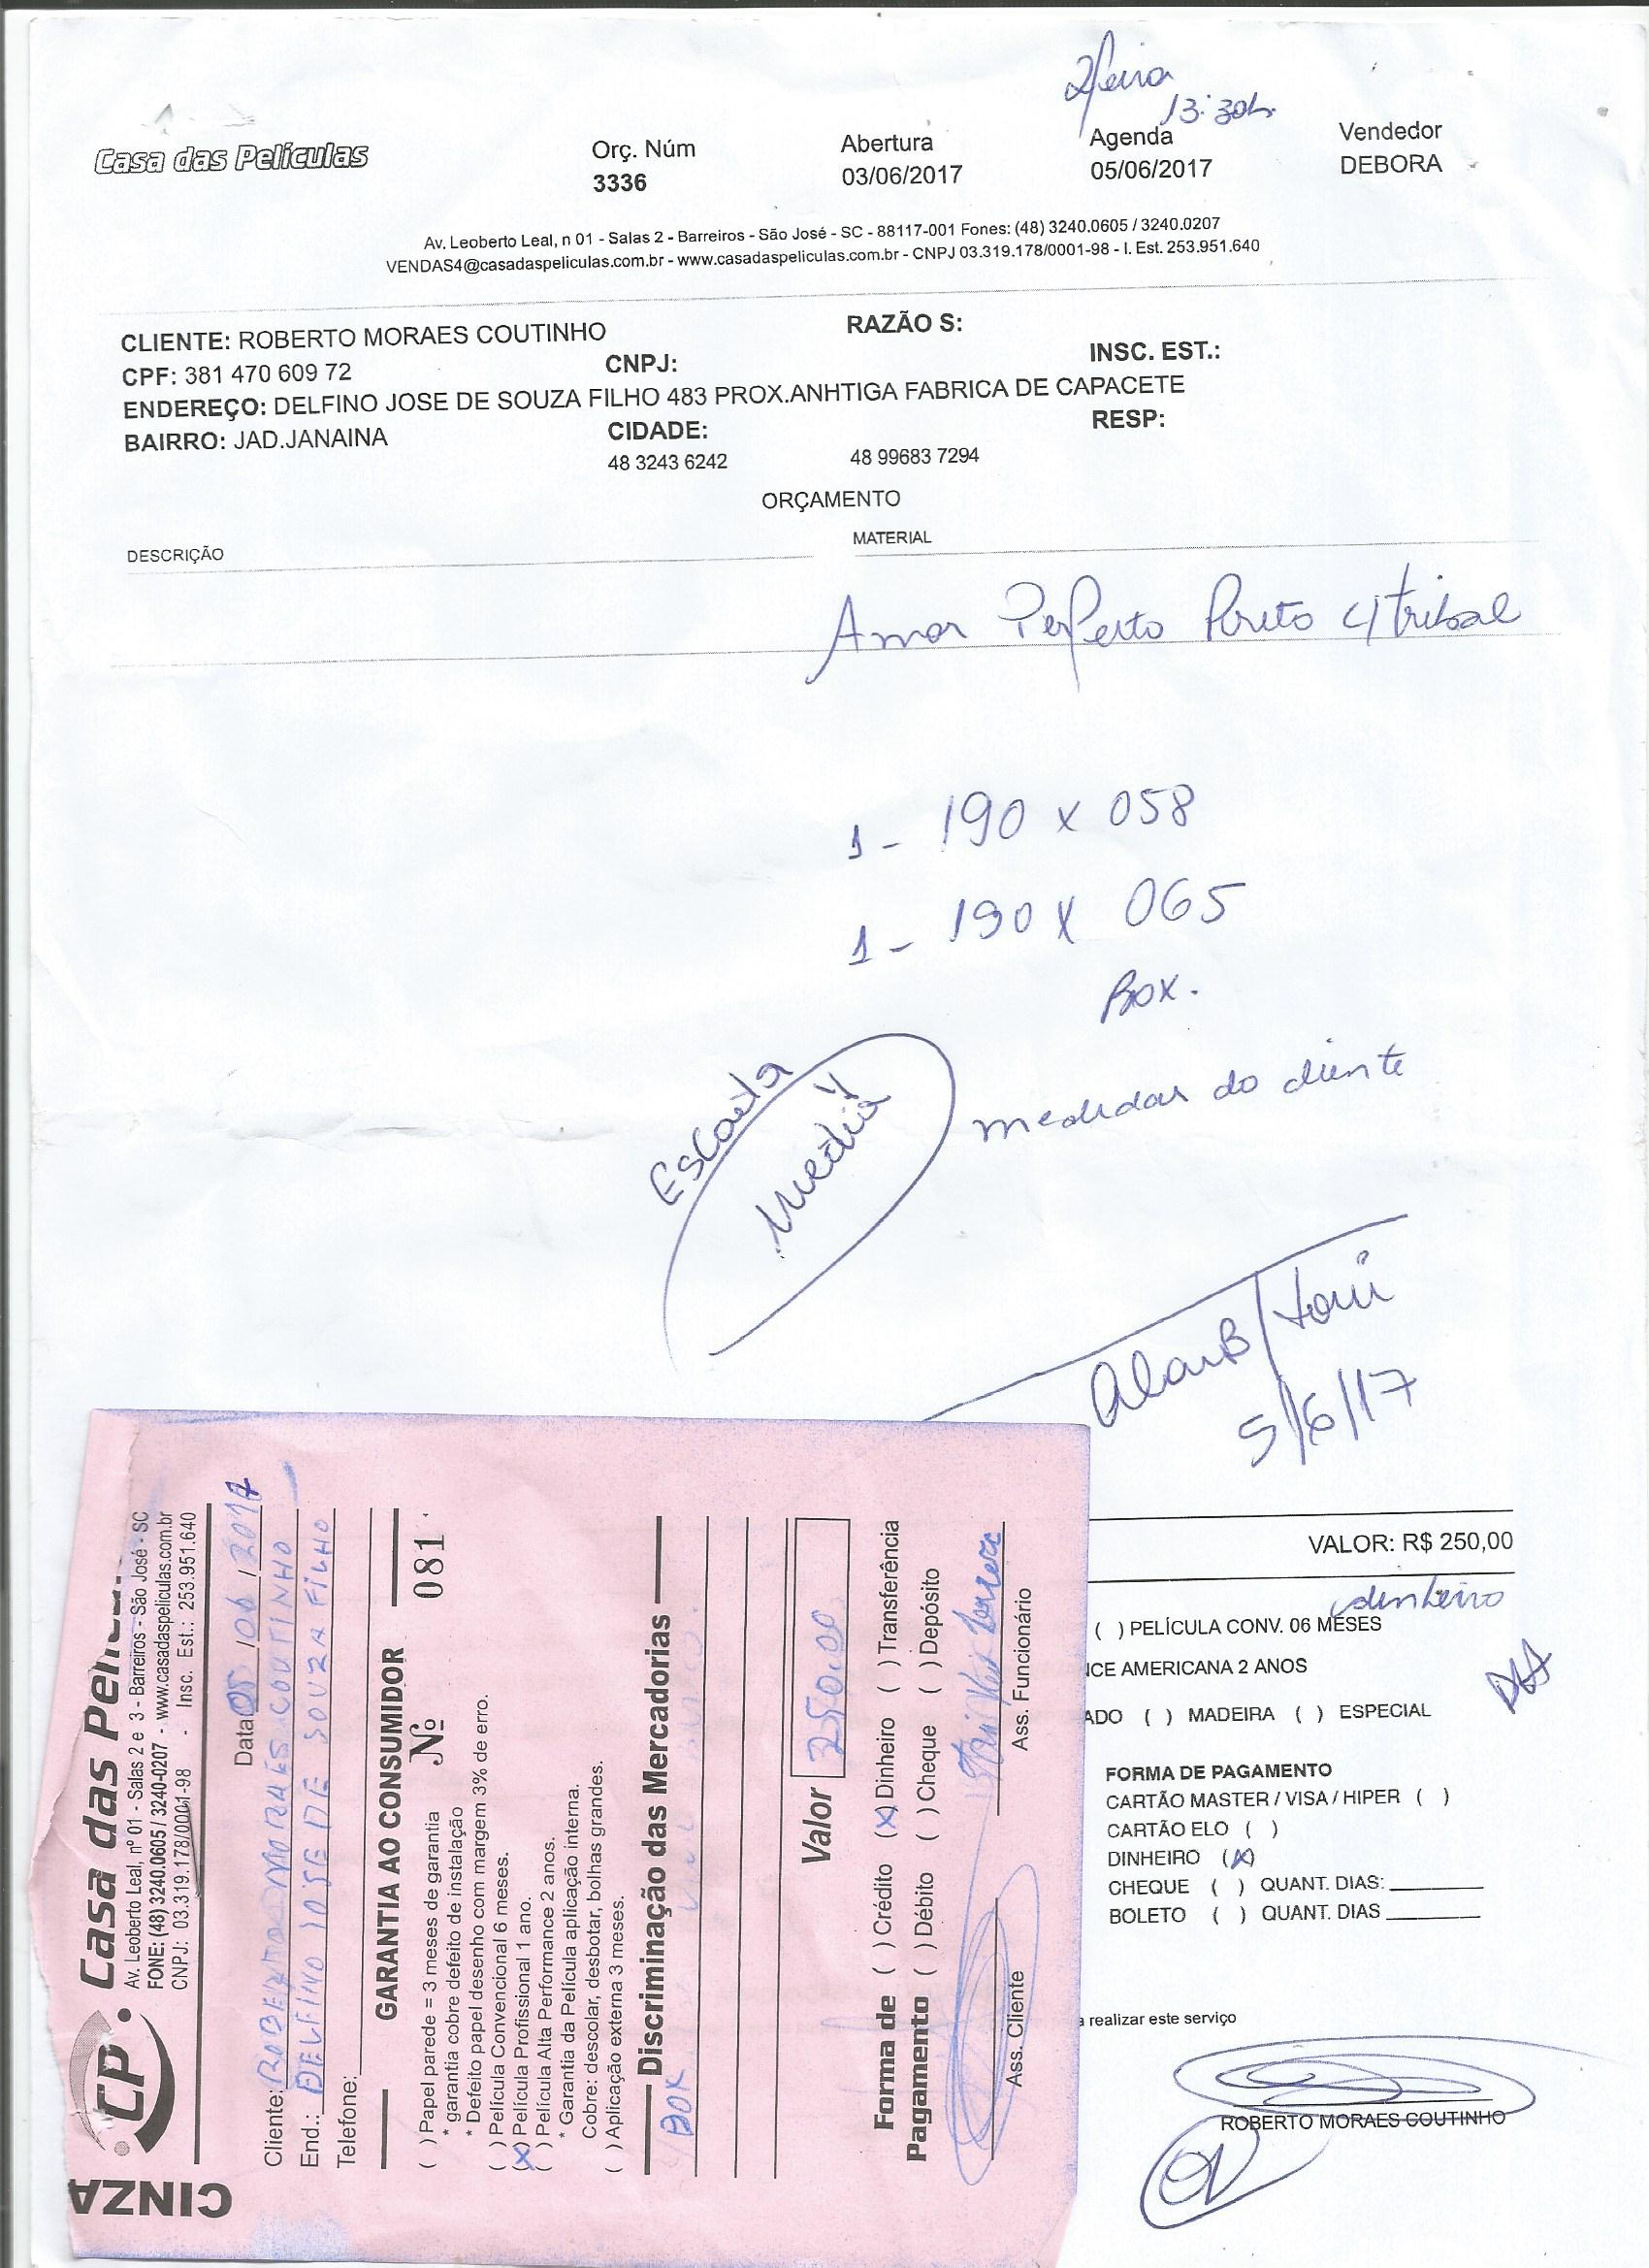 2ªfeira
13:30h
Casa das Películas
Orç. Núm
3336
Abertura
03/06/2017
Agenda
05/06/2017
Vendedor
DEBORA
Av. Leoberto Leal, n 01 - Salas 2 - Barreiros - São José - SC - 88117-001 Fones: (48) 3240.0605 / 3240.0207
VENDAS4@casadaspeliculas.com.br - www.casadaspeliculas.com.br - CNPJ 03.319.178/0001-98 - I. Est. 253.951.640
CLIENTE: ROBERTO MORAES COUTINHO
RAZÃO S:
CPF: 381 470 609 72
CNPJ:
INSC. EST.:
ENDEREÇO: DELFINO JOSE DE SOUZA FILHO 483 PROX.ANHTIGA FABRICA DE CAPACETE
BAIRRO: JAD.JANAINA
CIDADE:
RESP:
48 3243 6242
48 99683 7294
ORÇAMENTO
DESCRIÇÃO
MATERIAL
Amor Perfeito Preto c/tribal
1 - 190 x 058
1 - 190 x 065
Box.
Escada
media
medidas do cliente
5/6/17
VALOR: R$ 250,00
dinheiro
( ) PELÍCULA CONV. 06 MESES
NCE AMERICANA 2 ANOS
ADO ( ) MADEIRA ( ) ESPECIAL
FORMA DE PAGAMENTO
CARTÃO MASTER / VISA / HIPER ( )
CARTÃO ELO ( )
DINHEIRO (X)
CHEQUE ( ) QUANT. DIAS: ________
BOLETO ( ) QUANT. DIAS ________
a realizar este serviço
ROBERTO MORAES COUTINHO
CINZA
CP
Casa das Películ
Av. Leoberto Leal, nº 01 - Salas 2 e 3 - Barreiros - São José - SC
FONE: (48) 3240.0605 / 3240-0207 - www.casadaspeliculas.com.br
CNPJ: 03.319.178/0001-98 - Insc. Est.: 253.951.640
Data 05/06/2017
Cliente: ROBERTO MORAES COUTINHO
End.: DELFINO JOSE DE SOUZA FILHO
Telefone:
GARANTIA AO CONSUMIDOR
Nº 081
( ) Papel parede = 3 meses de garantia
* garantia cobre defeito de instalação
* Defeito papel desenho com margem 3% de erro.
( ) Película Convencional 6 meses.
(X) Película Profissional 1 ano.
( ) Película Alta Performance 2 anos.
* Garantia da Película aplicação interna.
Cobre: descolar, desbotar, bolhas grandes.
( ) Aplicação externa 3 meses.
Discriminação das Mercadorias
BOX
Valor 250,00
Forma de Pagamento
( ) Crédito (X) Dinheiro ( ) Transferência
( ) Débito ( ) Cheque ( ) Depósito
Ass. Cliente
Ass. Funcionário